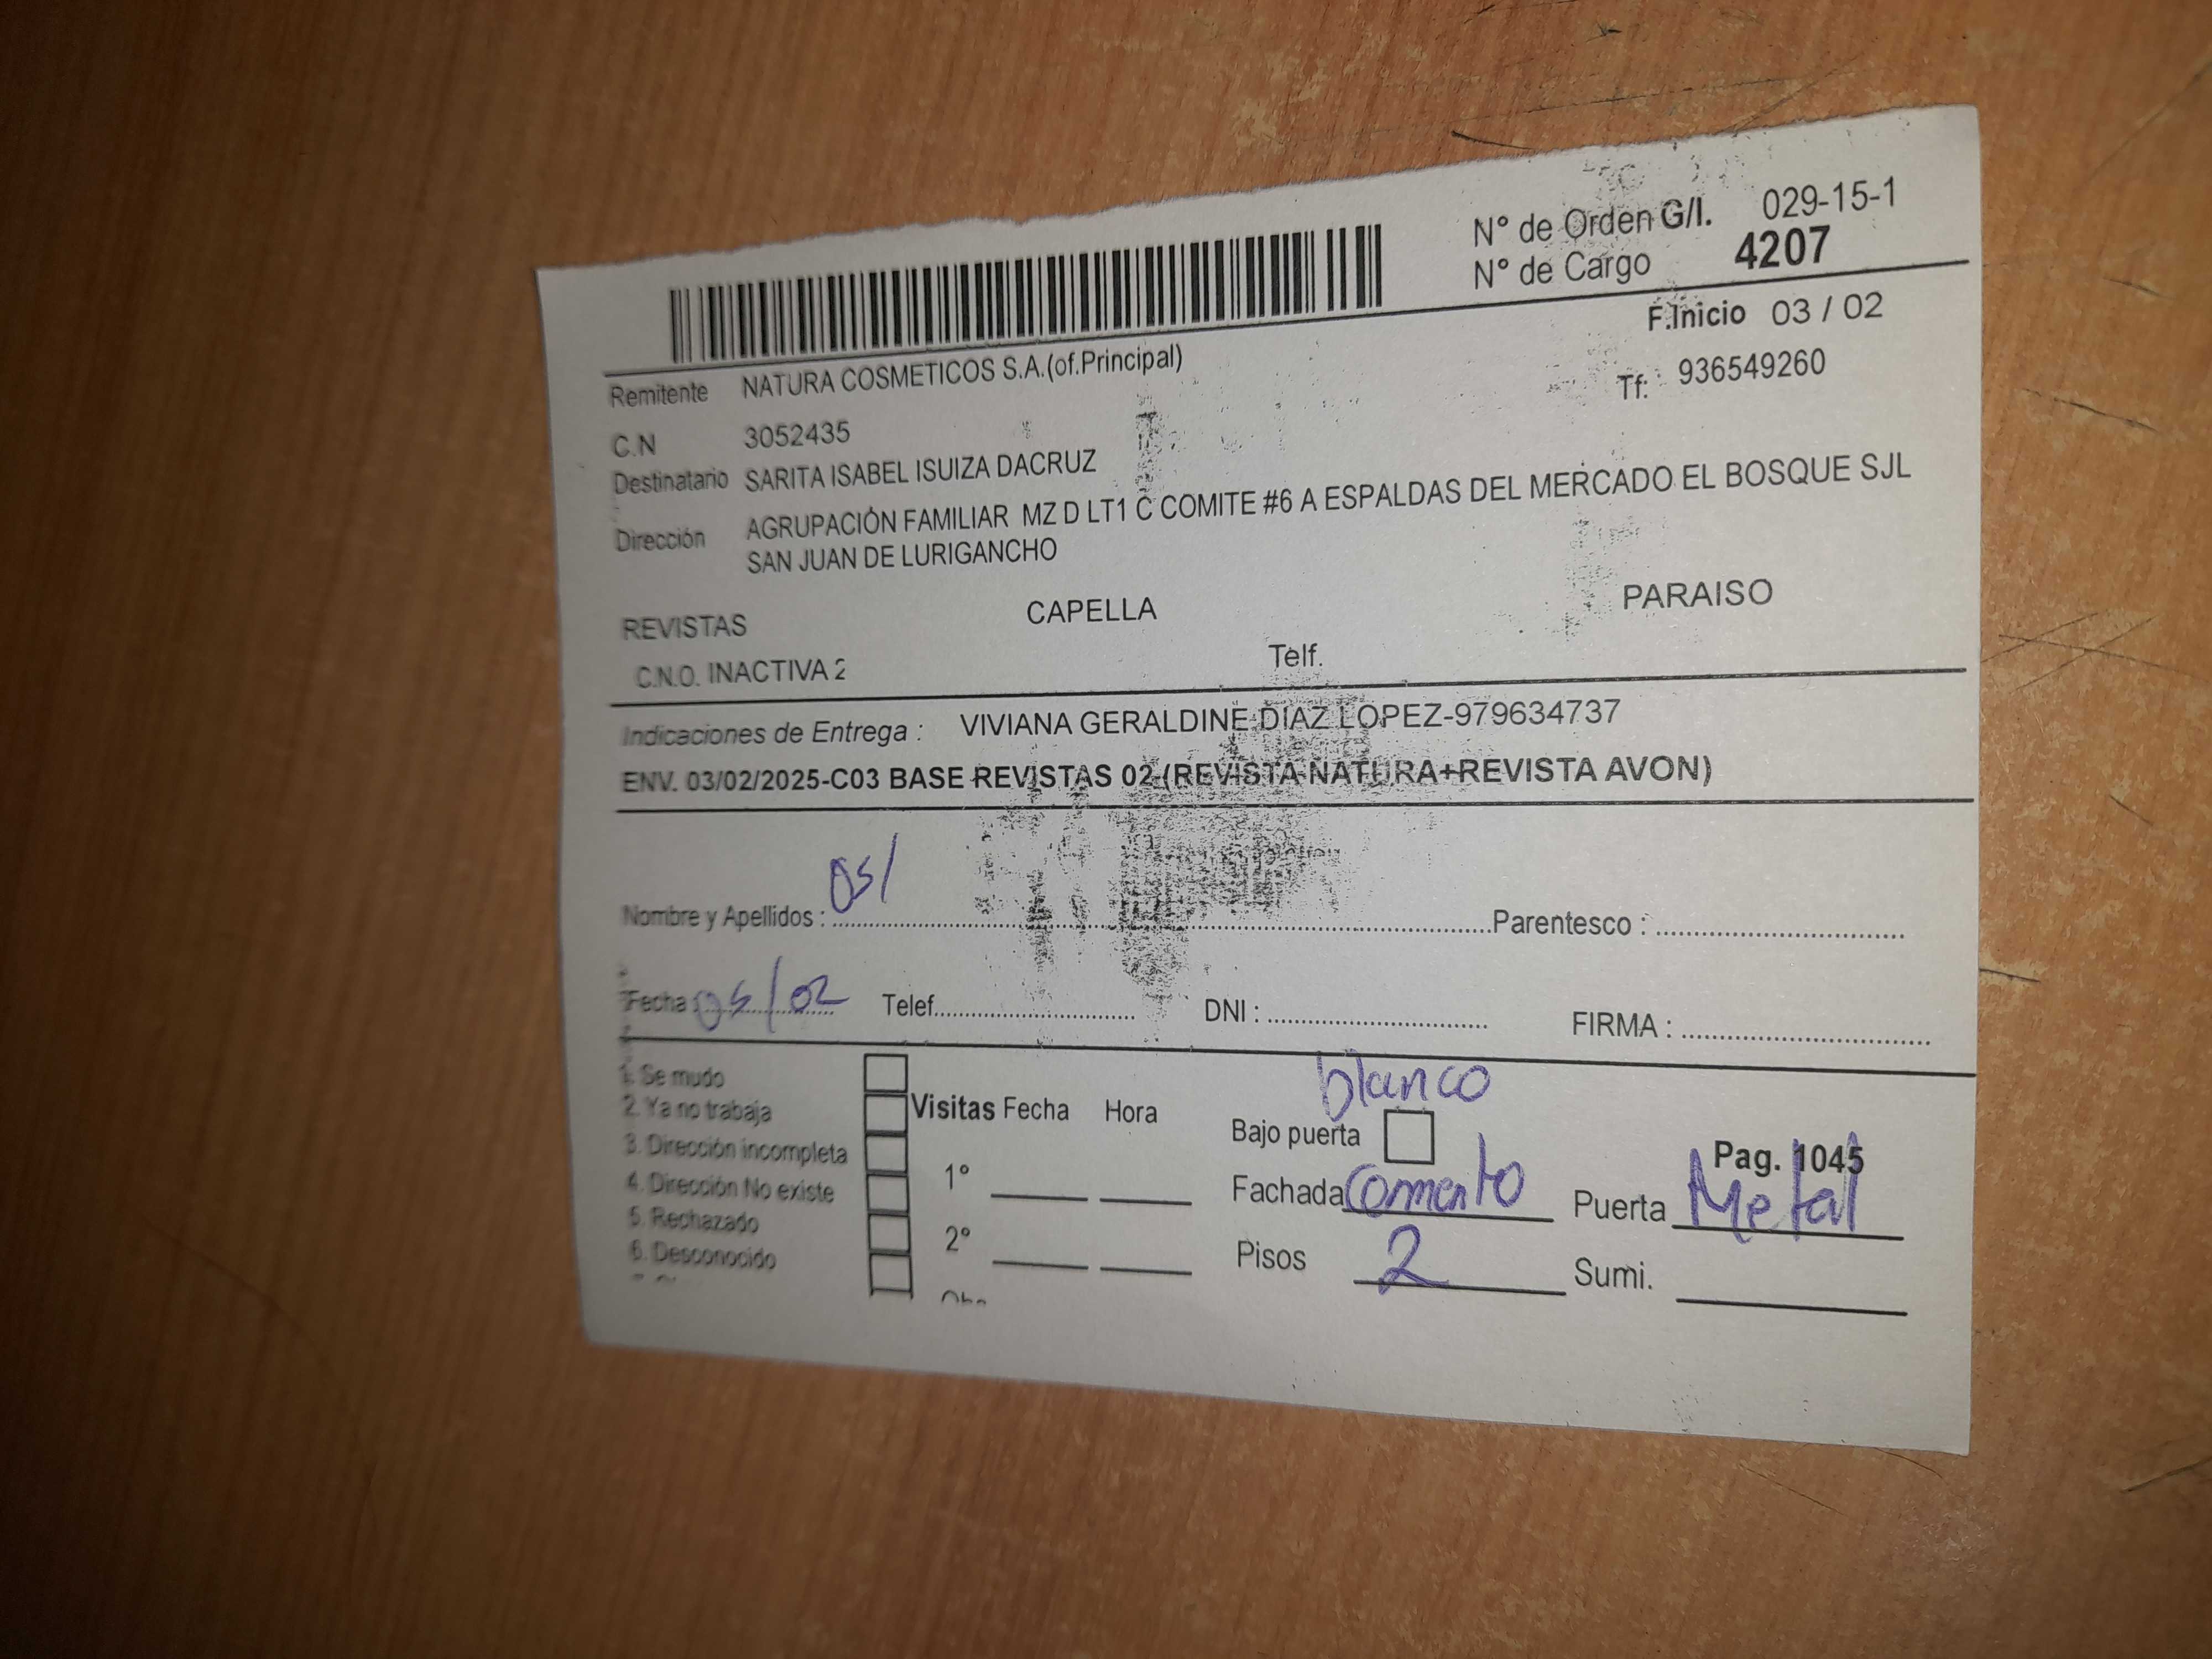 N° de Orden G/I. 029-15-1
N° de Cargo 4207
F.Inicio 03 / 02
Remitente NATURA COSMETICOS S.A.(of.Principal)
Tf: 936549260
C.N 3052435
Destinatario SARITA ISABEL ISUIZA DACRUZ
Dirección AGRUPACIÓN FAMILIAR MZ D LT1 C COMITE #6 A ESPALDAS DEL MERCADO EL BOSQUE SJL
SAN JUAN DE LURIGANCHO
REVISTAS CAPELLA PARAISO
C.N.O. INACTIVA 2 Telf.
Indicaciones de Entrega : VIVIANA GERALDINE DIAZ LOPEZ-979634737
ENV. 03/02/2025-C03 BASE REVISTAS 02-(REVISTA NATURA+REVISTA AVON)
05/
Nombre y Apellidos : Parentesco :
Fecha : 05/02 Telef. DNI : FIRMA :
1. Se mudo
2. Ya no trabaja
3. Dirección incompleta
4. Dirección No existe
5. Rechazado
6. Desconocido
Visitas Fecha Hora
1°
2°
blanco
Bajo puerta
Pag. 1045
Fachada Comento Puerta Metal
Pisos 2 Sumi.